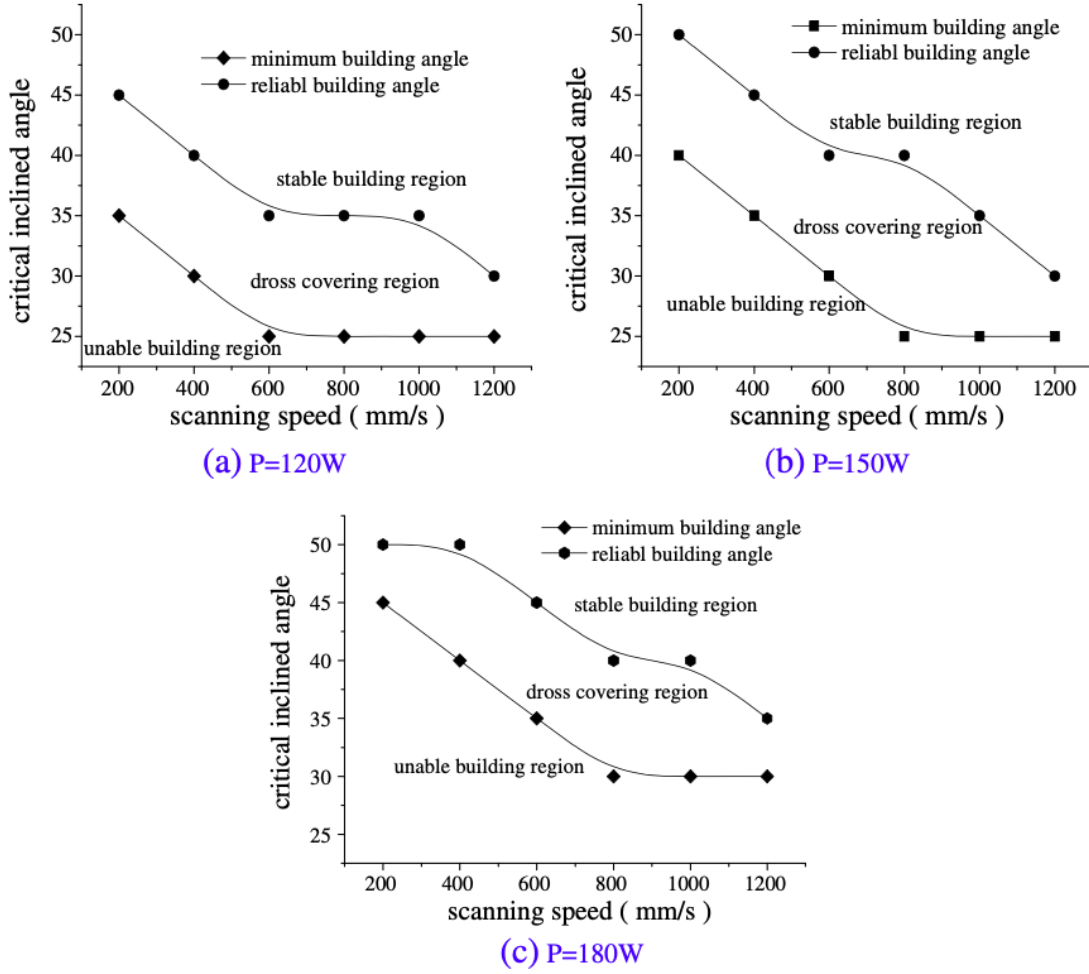 50
45
40
35
30
25
critical inclined angle
minimum building angle
reliabl building angle
stable building region
dross covering region
unable building region
200 400 600 800 1000 1200
scanning speed ( mm/s )
(a) P=120W
50
45
40
35
30
25
critical inclined angle
minimum building angle
reliabl building angle
stable building region
dross covering region
unable building region
200 400 600 800 1000 1200
scanning speed ( mm/s )
(b) P=150W
50
45
40
35
30
25
critical inclined angle
minimum building angle
reliabl building angle
stable building region
dross covering region
unable building region
200 400 600 800 1000 1200
scanning speed ( mm/s )
(c) P=180W